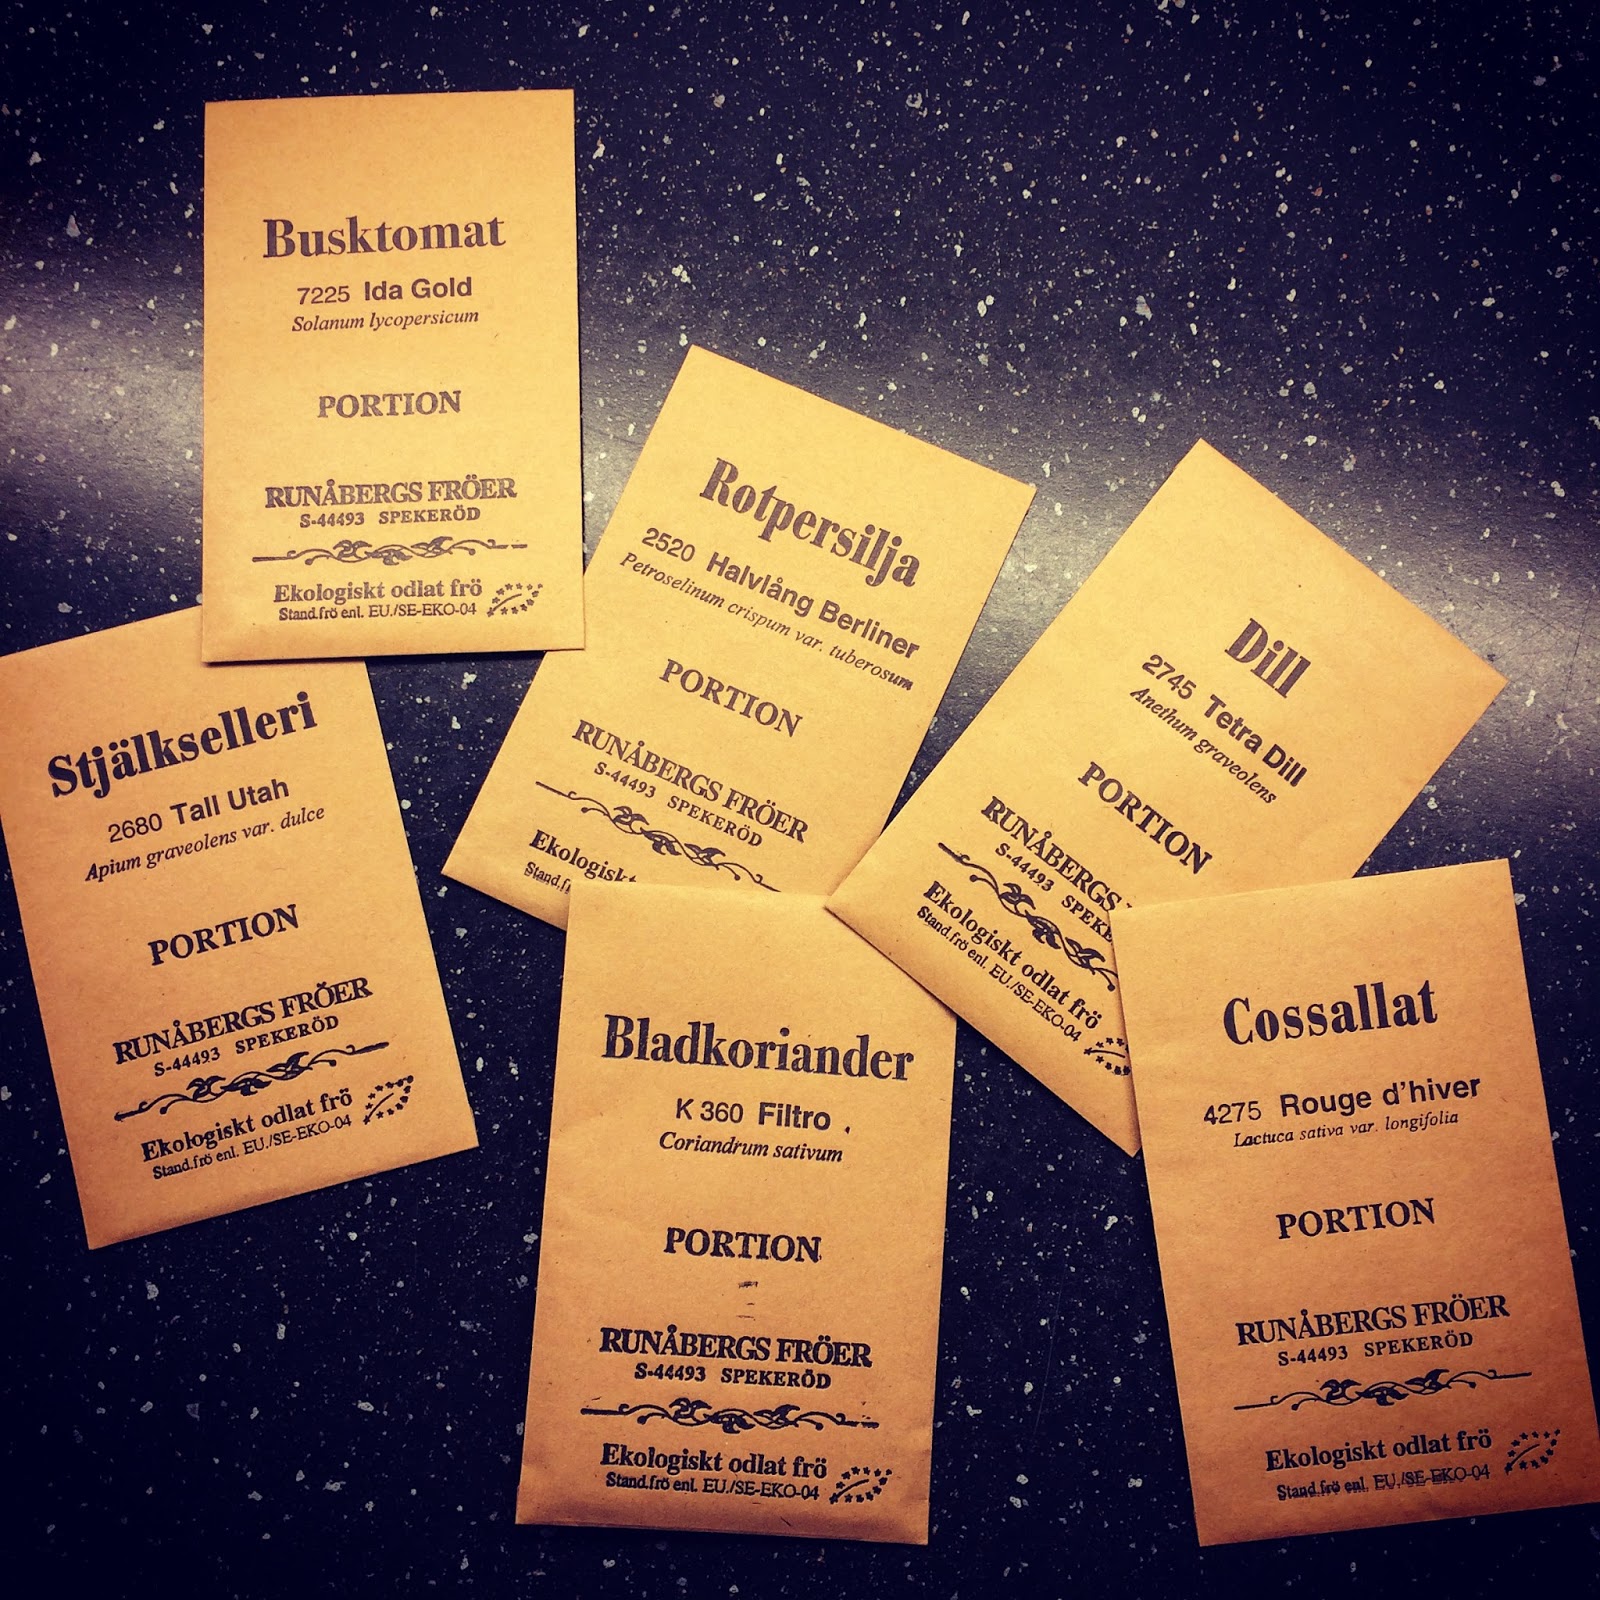 Busktomat
7225 Ida Gold
Solanum lycopersicum
PORTION
RUNÅBERGS FRÖER
S-44493 SPEKERÖD
Ekologiskt odlat frö
Stand.frö enl. EU./SE-EKO-04
Rotpersilja
2520 Halvlång Berliner
Petroselinum crispum var. tuberosum
PORTION
RUNÅBERGS FRÖER
S-44493 SPEKERÖD
Ekologiskt
Stand.f
Dill
2745 Tetra Dill
Anethum graveolens
PORTION
RUNÅBERGS
S-44493 SPEKE
Ekologiskt odlat frö
Stand.frö enl. EU./SE-EKO-04
Stjälkselleri
2680 Tall Utah
Apium graveolens var. dulce
PORTION
RUNÅBERGS FRÖER
S-44493 SPEKERÖD
Ekologiskt odlat frö
Stand.frö enl. EU./SE-EKO-04
Bladkoriander
K 360 Filtro
Coriandrum sativum
PORTION
RUNÅBERGS FRÖER
S-44493 SPEKERÖD
Ekologiskt odlat frö
Stand.frö enl. EU./SE-EKO-04
Cossallat
4275 Rouge d'hiver
Lactuca sativa var. longifolia
PORTION
RUNÅBERGS FRÖER
S-44493 SPEKERÖD
Ekologiskt odlat frö
Stand.frö enl. EU./SE-EKO-04